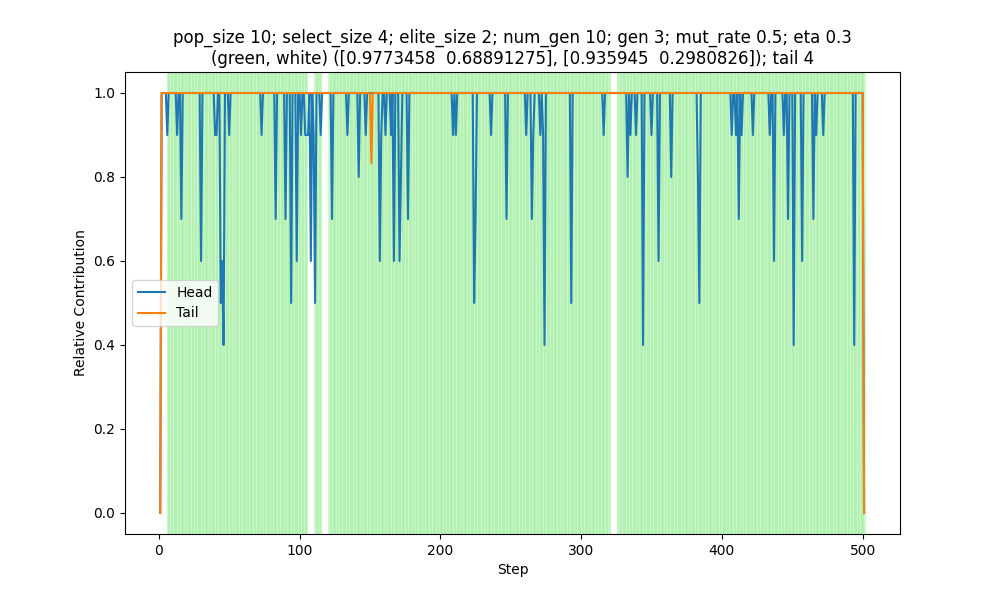 pop_size 10; select_size 4; elite_size 2; num_gen 10; gen 3; mut_rate 0.5; eta 0.3
(green, white) ([0.9773458  0.68891275], [0.935945  0.2980826]); tail 4
1.0
0.8
0.6
0.4
0.2
0.0
Relative Contribution
Head
Tail
0
100
200
300
400
500
Step